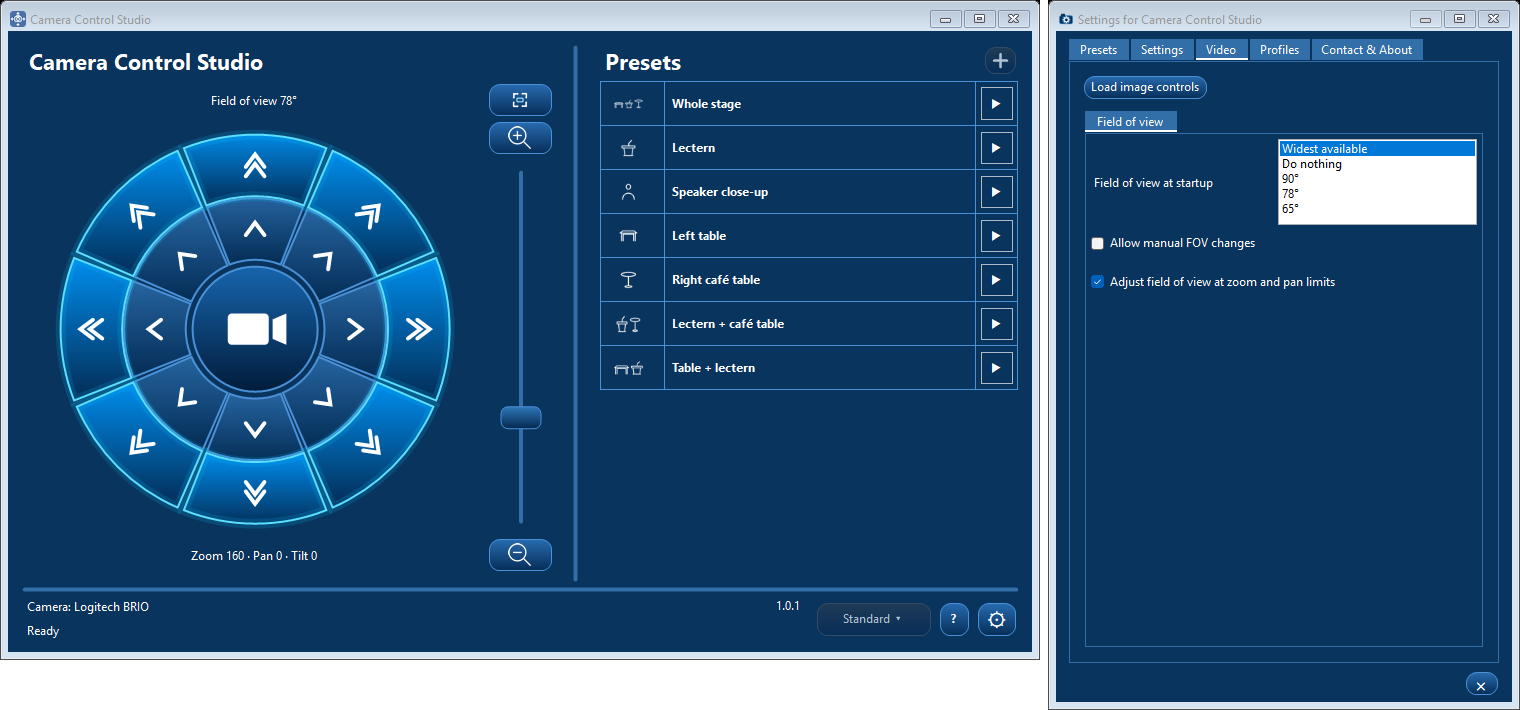 Camera Control Studio
Camera Control Studio
Field of view 78°
Zoom 160 · Pan 0 · Tilt 0
Presets
Whole stage
Lectern
Speaker close-up
Left table
Right café table
Lectern + café table
Table + lectern
Camera: Logitech BRIO
Ready
1.0.1
Standard
?
Settings for Camera Control Studio
Presets Settings Video Profiles Contact & About
Load image controls
Field of view
Field of view at startup
Widest available
Do nothing
90°
78°
65°
Allow manual FOV changes
Adjust field of view at zoom and pan limits